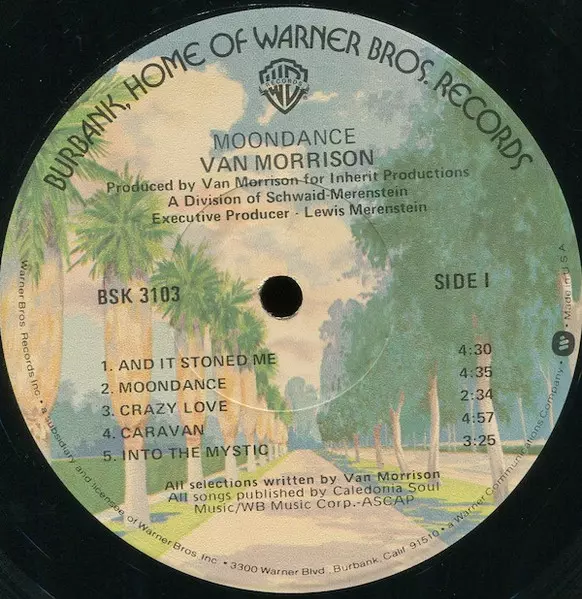 BURBANK, HOME OF WARNER BROS. RECORDS
W
RECORDS
MOONDANCE
VAN MORRISON
Produced by Van Morrison for Inherit Productions
A Division of Schwaid-Merenstein
Executive Producer - Lewis Merenstein
BSK 3103
SIDE I
1. AND IT STONED ME 4:30
2. MOONDANCE 4:35
3. CRAZY LOVE 2:34
4. CARAVAN 4:57
5. INTO THE MYSTIC 3:25
All selections written by Van Morrison
All songs published by Caledonia Soul
Music/WB Music Corp.-ASCAP
Warner Bros. Records Inc. • a subsidiary and licensee of Warner Bros. Inc. • 3300 Warner Blvd., Burbank, Calif. 91510 • a Warner Communications Company • Made in U.S.A.